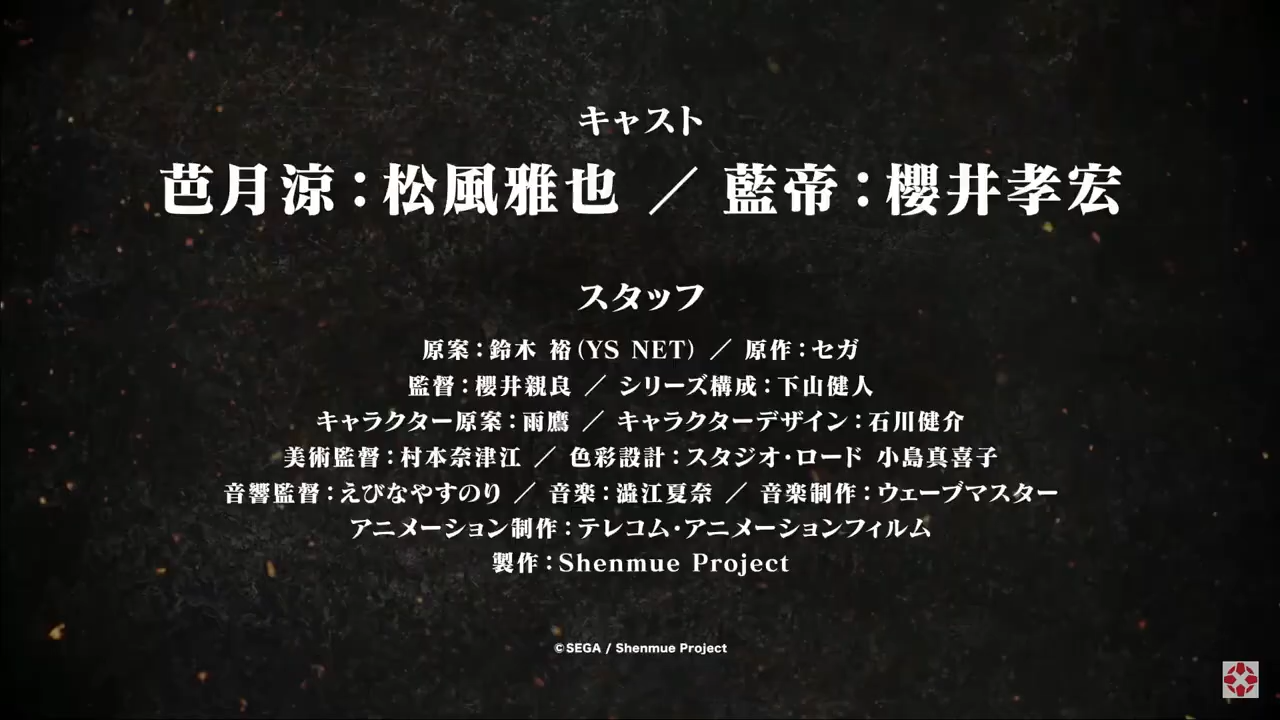 キャスト
芭月涼:松風雅也 ／ 藍帝:櫻井孝宏
スタッフ
原案:鈴木 裕(YS NET) ／ 原作:セガ
監督:櫻井親良 ／ シリーズ構成:下山健人
キャラクター原案:雨鷹 ／ キャラクターデザイン:石川健介
美術監督:村本奈津江 ／ 色彩設計:スタジオ・ロード 小島真喜子
音響監督:えびなやすのり ／ 音楽:澁江夏奈 ／ 音楽制作:ウェーブマスター
アニメーション制作:テレコム・アニメーションフィルム
製作:Shenmue Project
©SEGA / Shenmue Project